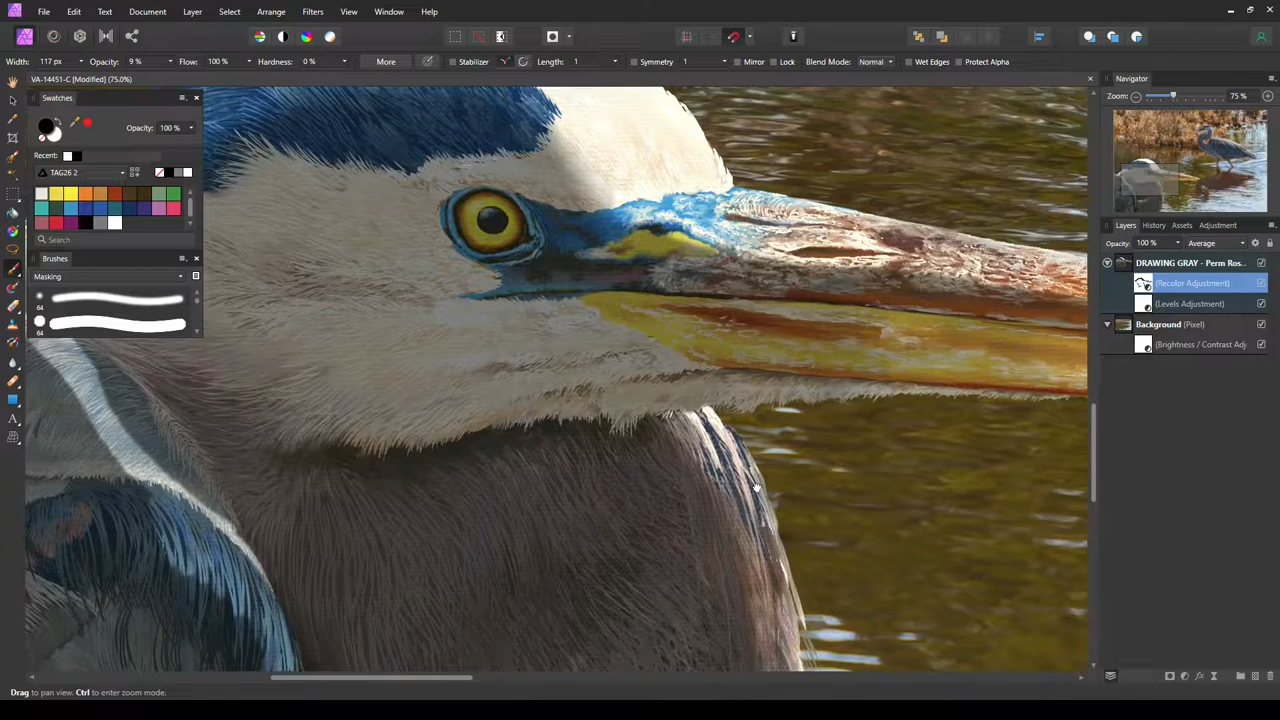 File Edit Text Document Layer Select Arrange Filters View Window Help
Width: 117 px Opacity: 9 % Flow: 100 % Hardness: 0 % More Stabilizer Length: 1 Symmetry 1 Mirror Lock Blend Mode: Normal Wet Edges Protect Alpha
VA-14451-C [Modified] (75.0%)
Swatches
Opacity: 100 %
Recent:
TAG26 2
Search
Brushes
Masking
64
64
Navigator
Zoom: 75 %
Layers History Assets Adjustment
Opacity: 100 % Average
DRAWING GRAY - Perm Ros...
(Recolor Adjustment)
(Levels Adjustment)
Background (Pixel)
(Brightness / Contrast Adj
Drag to pan view. Ctrl to enter zoom mode.